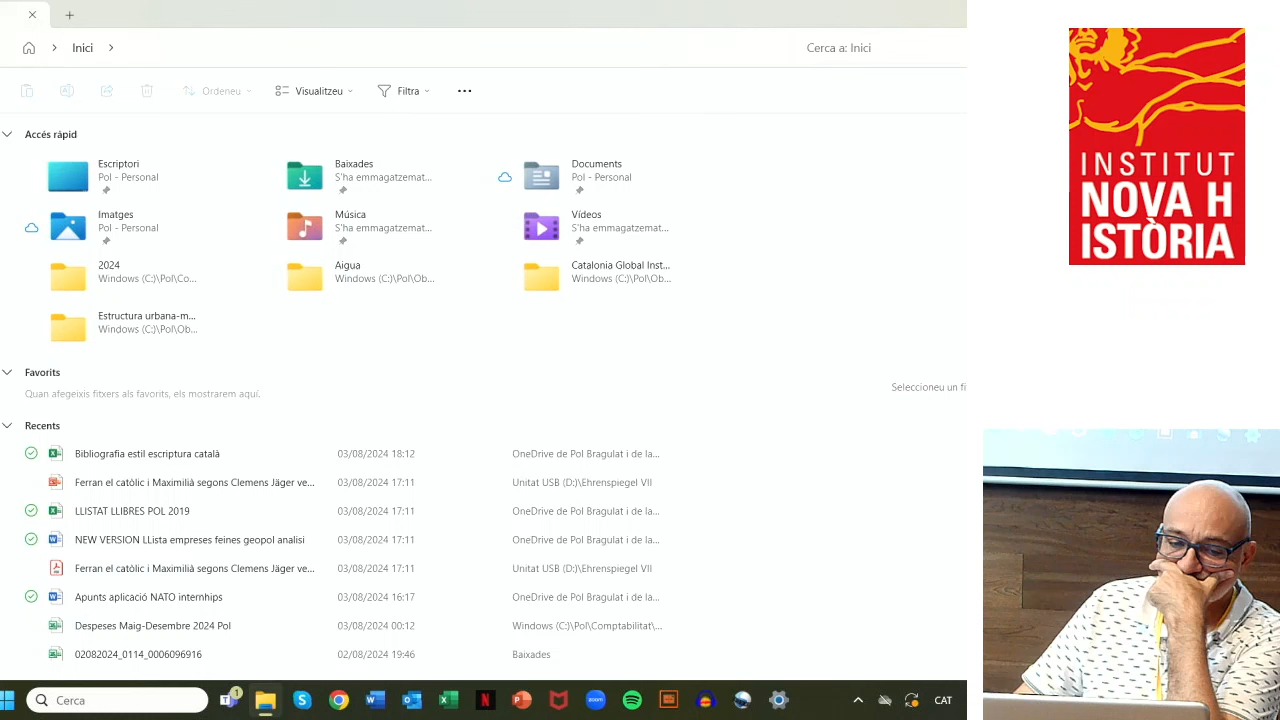 Inici
Cerca a: Inici
Ordeneu
Visualitzeu
Filtra
Accés ràpid
Escriptori
Pol - Personal
Baixades
S'ha emmagatzemat...
Documents
Pol - Personal
Imatges
Pol - Personal
Música
S'ha emmagatzemat...
Vídeos
S'ha emmagatzemat...
2024
Windows (C:)\Pol\Co...
Aigua
Windows (C:)\Pol\Ob...
Catalonia Global Inst...
Windows (C:)\Pol\Ob...
Estructura urbana-m...
Windows (C:)\Pol\Ob...
Favorits
Quan afegeixis fitxers als favorits, els mostrarem aquí.
Seleccioneu un fi
Recents
Bibliografia estil escriptura català 03/08/2024 18:12 OneDrive de Pol Bragulat i de la...
Ferran el catòlic i Maximilià segons Clemens Jäger ve... 03/08/2024 17:11 Unitat USB (D:)\Ehrenspiegel VII
LLISTAT LLIBRES POL 2019 03/08/2024 17:11 OneDrive de Pol Bragulat i de la...
NEW VERSION LLista empreses feines geopol analisi 03/08/2024 17:11 OneDrive de Pol Bragulat i de la...
Ferran el catòlic i Maximilià segons Clemens Jäger ve... 03/08/2024 17:11 Unitat USB (D:)\Ehrenspiegel VII
Apunts aplicació NATO internhips 03/08/2024 16:17 OneDrive de Pol Bragulat i de la...
Despeses Maig-Desembre 2024 Pol 03/08/2024 00:12 Windows (C:)\Pol\Comptabilitat\...
02082024_0114_0006096916 02/08/2024 19:46 Baixades
Cerca
1
zoom
CAT
INSTITUT
NOVA H
ISTÒRIA